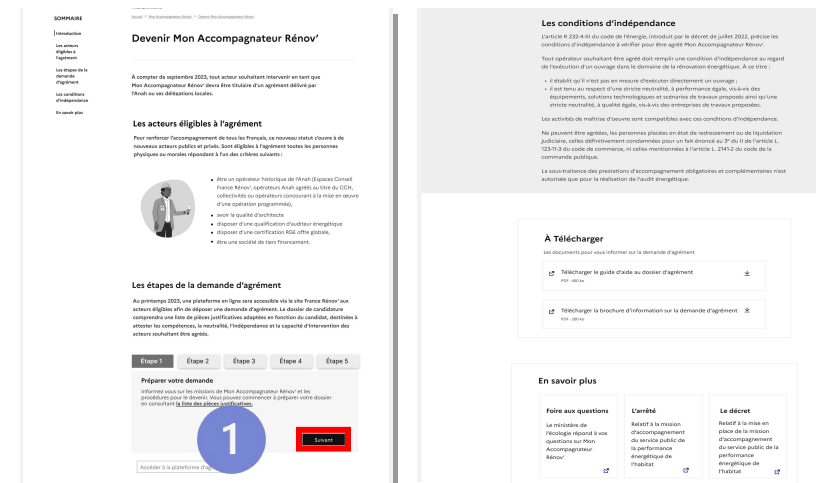 SOMMAIRE
Introduction
Les acteurs
éligibles à
l'agrément
Les étapes de la
demande
d'agrément
Les conditions
d'indépendance
En savoir plus
Accueil > Mon Accompagnateur Rénov' > Devenir Mon Accompagnateur Rénov'
Devenir Mon Accompagnateur Rénov'
À compter de septembre 2023, tout acteur souhaitant intervenir en tant que
Mon Accompagnateur Rénov' devra être titulaire d'un agrément délivré par
l'Anah ou ses délégations locales.
Les acteurs éligibles à l'agrément
Pour renforcer l'accompagnement de tous les Français, ce nouveau statut s'ouvre à de
nouveaux acteurs publics et privés. Sont éligibles à l'agrément toutes les personnes
physiques ou morales répondant à l'un des critères suivants :
être un opérateur historique de l'Anah (Espaces Conseil
France Rénov', opérateurs Anah agréés au titre du CCH,
collectivités ou opérateurs concourant à la mise en œuvre
d'une opération programmée),
avoir la qualité d'architecte
disposer d'une qualification d'auditeur énergétique
disposer d'une certification RGE offre globale,
être une société de tiers financement.
Les étapes de la demande d'agrément
Au printemps 2023, une plateforme en ligne sera accessible via le site France Rénov' aux
acteurs éligibles afin de déposer une demande d'agrément. Le dossier de candidature
comprendra une liste de pièces justificatives adaptées en fonction du candidat, destinées à
attester les compétences, la neutralité, l'indépendance et la capacité d'intervention des
acteurs souhaitant être agréés.
Étape 1 Étape 2 Étape 3 Étape 4 Étape 5
Préparer votre demande
Informez vous sur les missions de Mon Accompagnateur Rénov' et les
procédures pour le devenir. Vous pouvez commencer à préparer votre dossier
en consultant la liste des pièces justificatives.
1
Suivant
Accéder à la plateforme d'ag
Les conditions d'indépendance
L'article R 232-4-III du code de l'énergie, introduit par le décret de juillet 2022, précise les
conditions d'indépendance à vérifier pour être agréé Mon Accompagnateur Rénov'.
Tout opérateur souhaitant être agréé doit remplir une condition d'indépendance au regard
de l'exécution d'un ouvrage dans le domaine de la rénovation énergétique. À ce titre :
il établit qu'il n'est pas en mesure d'exécuter directement un ouvrage ;
il est tenu au respect d'une stricte neutralité, à performance égale, vis-à-vis des
équipements, solutions technologiques et scénarios de travaux proposés ainsi qu'une
stricte neutralité, à qualité égale, vis-à-vis des entreprises de travaux proposées.
Les activités de maîtrise d'oeuvre sont compatibles avec ces conditions d'indépendance.
Ne peuvent être agréées, les personnes placées en état de redressement ou de liquidation
judiciaire, celles définitivement condamnées pour un fait énoncé au 3° du II de l'article L.
123-11-3 du code de commerce, ni celles mentionnées à l'article L. 2141-2 du code de la
commande publique.
La sous-traitance des prestations d'accompagnement obligatoires et complémentaires n'est
autorisée que pour la réalisation de l'audit énergétique.
À Télécharger
Les documents pour vous informer sur la demande d'agrément
Télécharger le guide d'aide au dossier d'agrément
Télécharger la brochure d'information sur la demande d'agrément
En savoir plus
Foire aux questions
Le ministère de
l'écologie répond à vos
questions sur Mon
Accompagnateur
Rénov'
L'arrêté
Relatif à la mission
d'accompagnement
du service public de
la performance
énergétique de
l'habitat
Le décret
Relatif à la mise en
place de la mission
d'accompagnement
du service public de la
performance
énergétique de
l'habitat